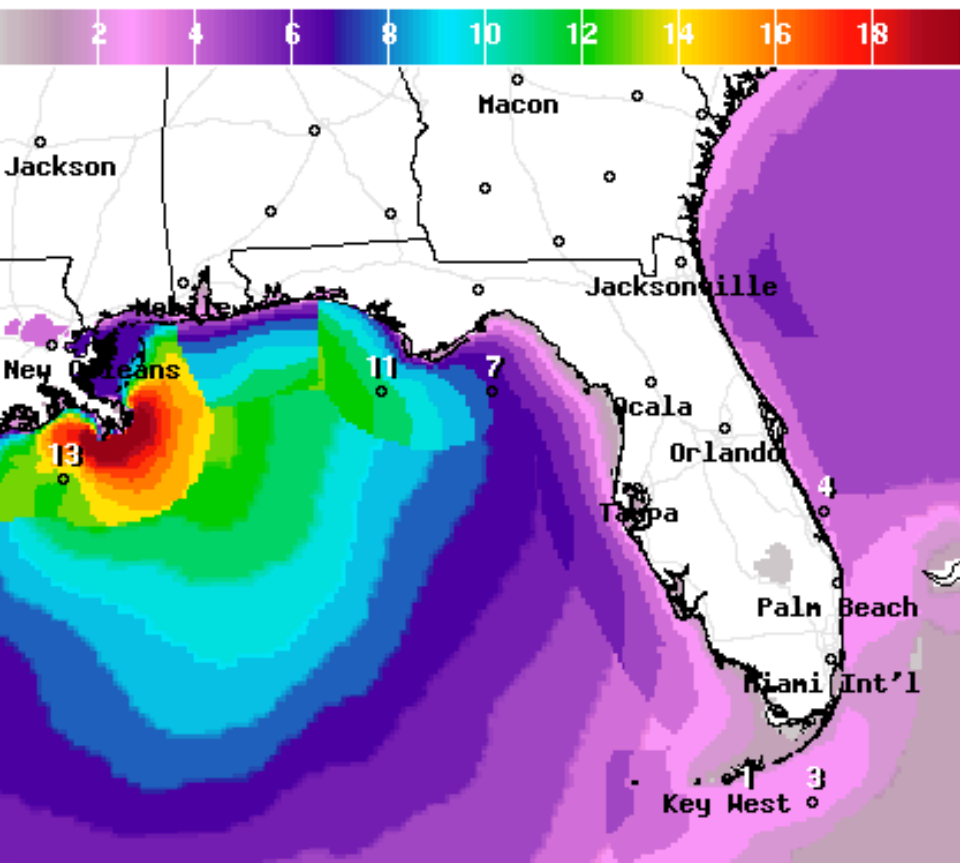 2 4 6 8 10 12 14 16 18
Macon
Jackson
Jacksonville
Mobile
11 7
New Orleans
Ocala
13
Orlando
4
Tampa
Palm Beach
Miami Int'l
1 3
Key West